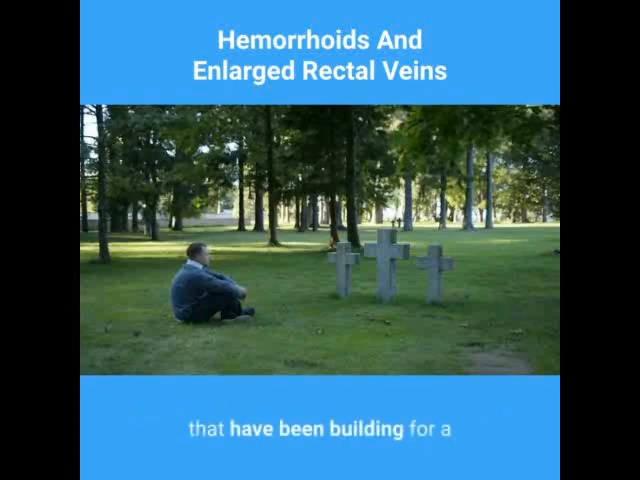 Hemorrhoids And
Enlarged Rectal Veins
that have been building for a